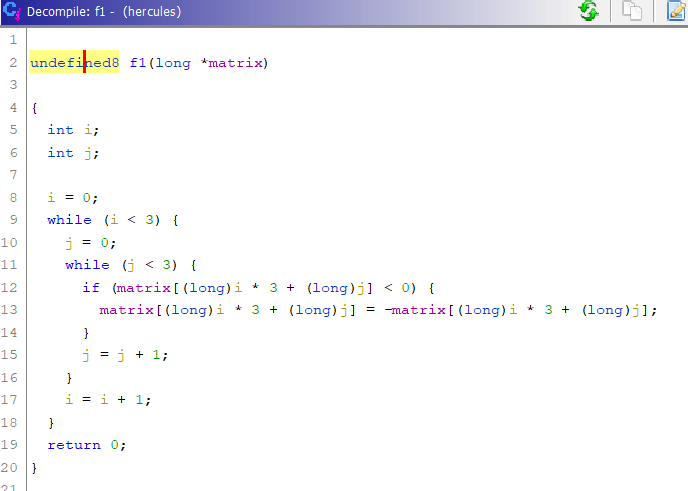 Decompile: f1 - (hercules)
1
2 undefined8 f1(long *matrix)
3
4 {
5 int i;
6 int j;
7
8 i = 0;
9 while (i < 3) {
10 j = 0;
11 while (j < 3) {
12 if (matrix[(long)i * 3 + (long)j] < 0) {
13 matrix[(long)i * 3 + (long)j] = -matrix[(long)i * 3 + (long)j];
14 }
15 j = j + 1;
16 }
17 i = i + 1;
18 }
19 return 0;
20 }
21